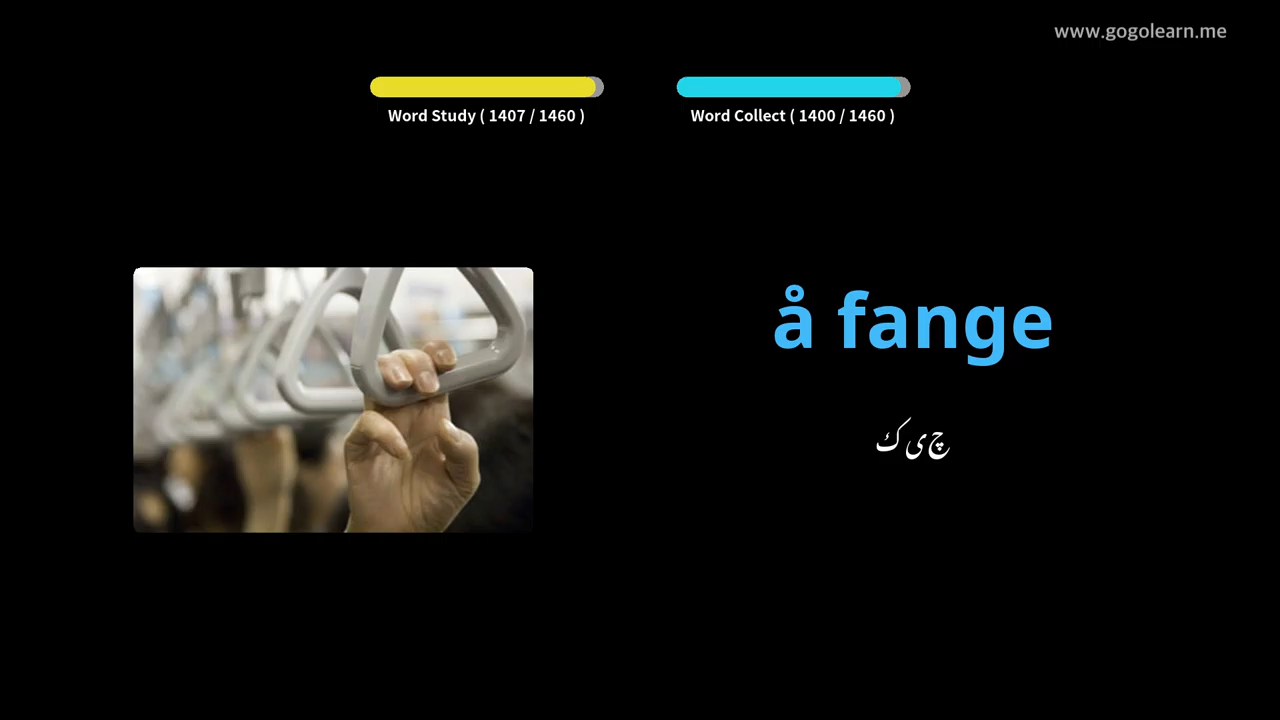 www.gogolearn.me
Word Study ( 1407 / 1460 )
Word Collect ( 1400 / 1460 )
å fange
چ ی ک